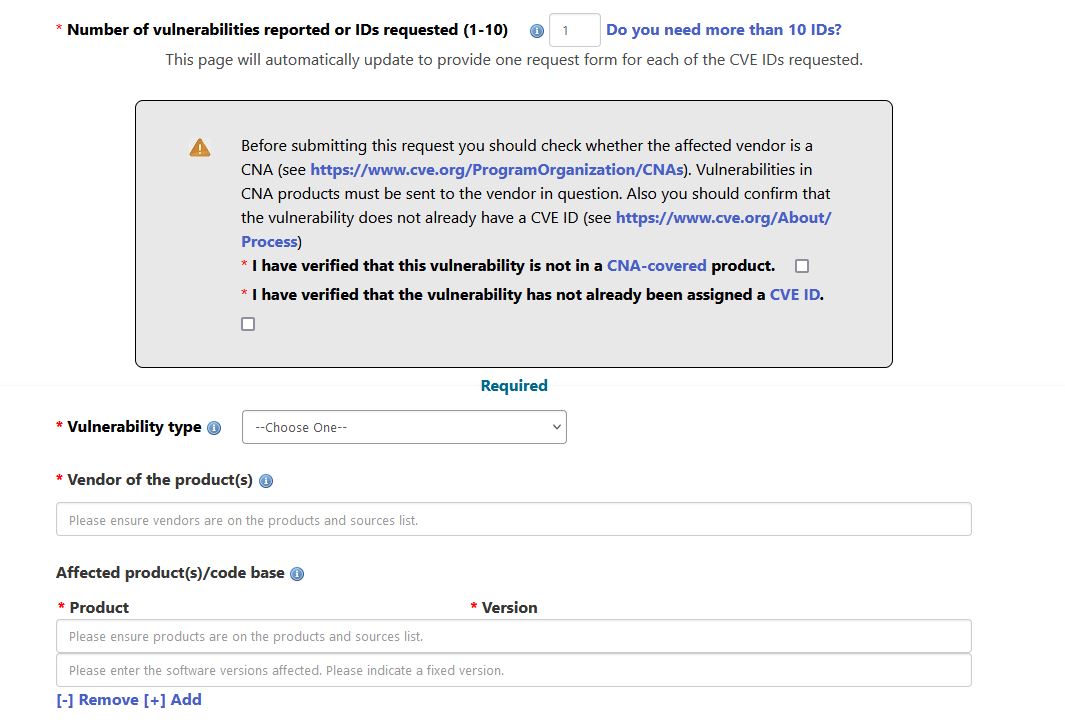 * Number of vulnerabilities reported or IDs requested (1-10) i 1 Do you need more than 10 IDs?
This page will automatically update to provide one request form for each of the CVE IDs requested.
Before submitting this request you should check whether the affected vendor is a
CNA (see https://www.cve.org/ProgramOrganization/CNAs). Vulnerabilities in
CNA products must be sent to the vendor in question. Also you should confirm that
the vulnerability does not already have a CVE ID (see https://www.cve.org/About/
Process)
* I have verified that this vulnerability is not in a CNA-covered product.
* I have verified that the vulnerability has not already been assigned a CVE ID.
Required
* Vulnerability type i --Choose One--
* Vendor of the product(s) i
Please ensure vendors are on the products and sources list.
Affected product(s)/code base i
* Product * Version
Please ensure products are on the products and sources list.
Please enter the software versions affected. Please indicate a fixed version.
[-] Remove [+] Add